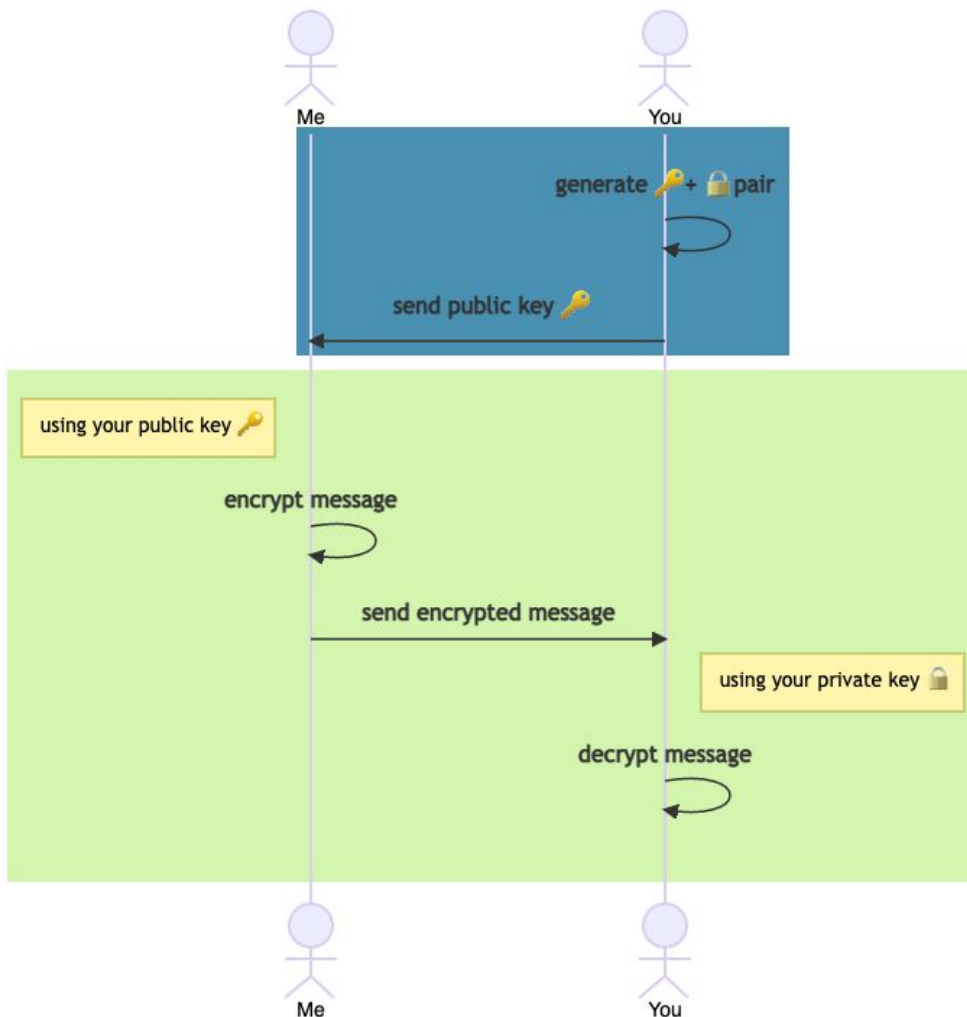 Me
You
generate 🔑+ 🔒pair
send public key 🔑
using your public key 🔑
encrypt message
send encrypted message
using your private key 🔒
decrypt message
Me
You